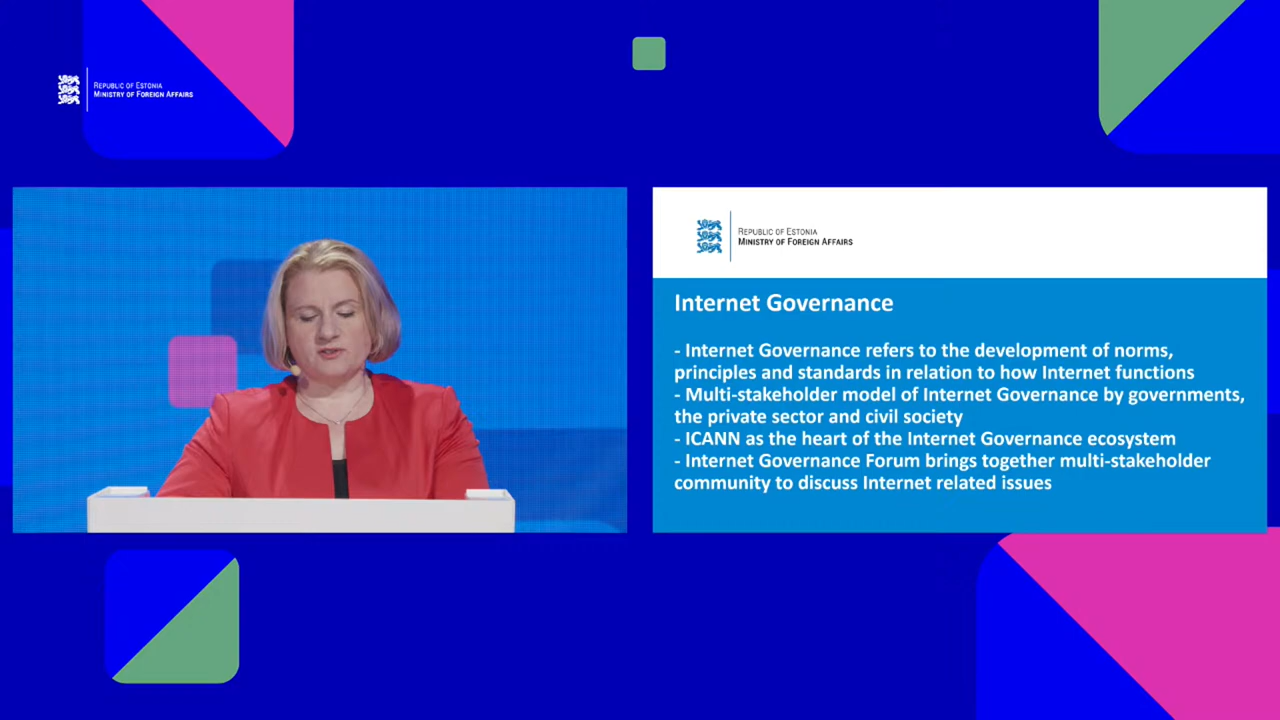 REPUBLIC OF ESTONIA
MINISTRY OF FOREIGN AFFAIRS
REPUBLIC OF ESTONIA
MINISTRY OF FOREIGN AFFAIRS
Internet Governance
- Internet Governance refers to the development of norms,
principles and standards in relation to how Internet functions
- Multi-stakeholder model of Internet Governance by governments,
the private sector and civil society
- ICANN as the heart of the Internet Governance ecosystem
- Internet Governance Forum brings together multi-stakeholder
community to discuss Internet related issues